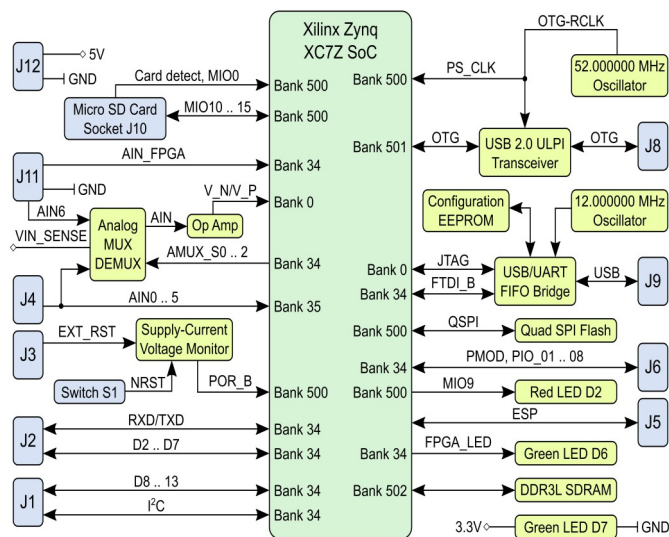 Xilinx Zynq
XC7Z SoC
OTG-RCLK
J12
5V
GND
Card detect, MIO0
Bank 500
Bank 500
PS_CLK
52.000000 MHz
Oscillator
Micro SD Card
Socket J10
MIO10 .. 15
Bank 500
Bank 501
OTG
USB 2.0 ULPI
Transceiver
OTG
J8
J11
AIN_FPGA
Bank 34
GND
V_N/V_P
Bank 0
AIN6
VIN_SENSE
Analog
MUX
DEMUX
AIN
Op Amp
Configuration
EEPROM
12.000000 MHz
Oscillator
AMUX_S0 .. 2
Bank 34
Bank 0
JTAG
USB/UART
FIFO Bridge
USB
J9
J4
AIN0 .. 5
Bank 35
Bank 34
FTDI_B
J3
EXT_RST
Supply-Current
Voltage Monitor
Bank 500
QSPI
Quad SPI Flash
Bank 34
PMOD, PIO_01 .. 08
J6
Switch S1
NRST
POR_B
Bank 500
Bank 500
MIO9
Red LED D2
J2
RXD/TXD
Bank 34
ESP
J5
D2 .. D7
Bank 34
Bank 34
FPGA_LED
Green LED D6
J1
D8 .. 13
Bank 34
Bank 502
DDR3L SDRAM
I²C
Bank 34
3.3V
Green LED D7
GND